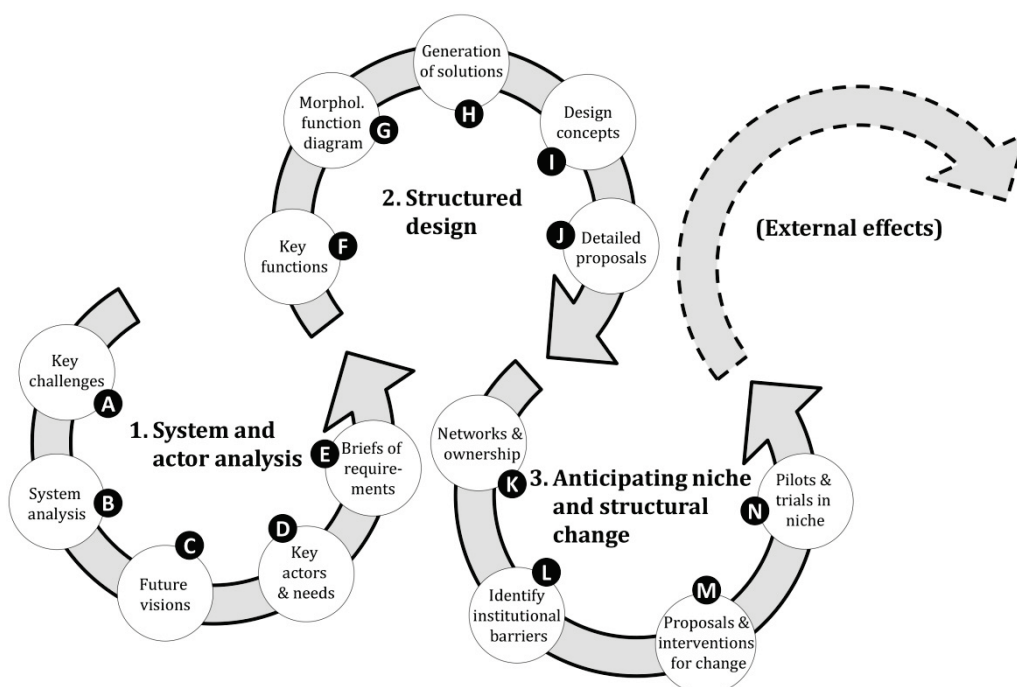 Key
challenges
A
System
analysis
B
Future
visions
C
Key
actors
& needs
D
Briefs of
require-
ments
E
1. System and
actor analysis
Key
functions
F
Morphol.
function
diagram
G
Generation
of solutions
H
Design
concepts
I
Detailed
proposals
J
2. Structured
design
Networks &
ownership
K
Identify
institutional
barriers
L
Proposals &
interventions
for change
M
Pilots &
trials in
niche
N
3. Anticipating niche
and structural
change
(External effects)